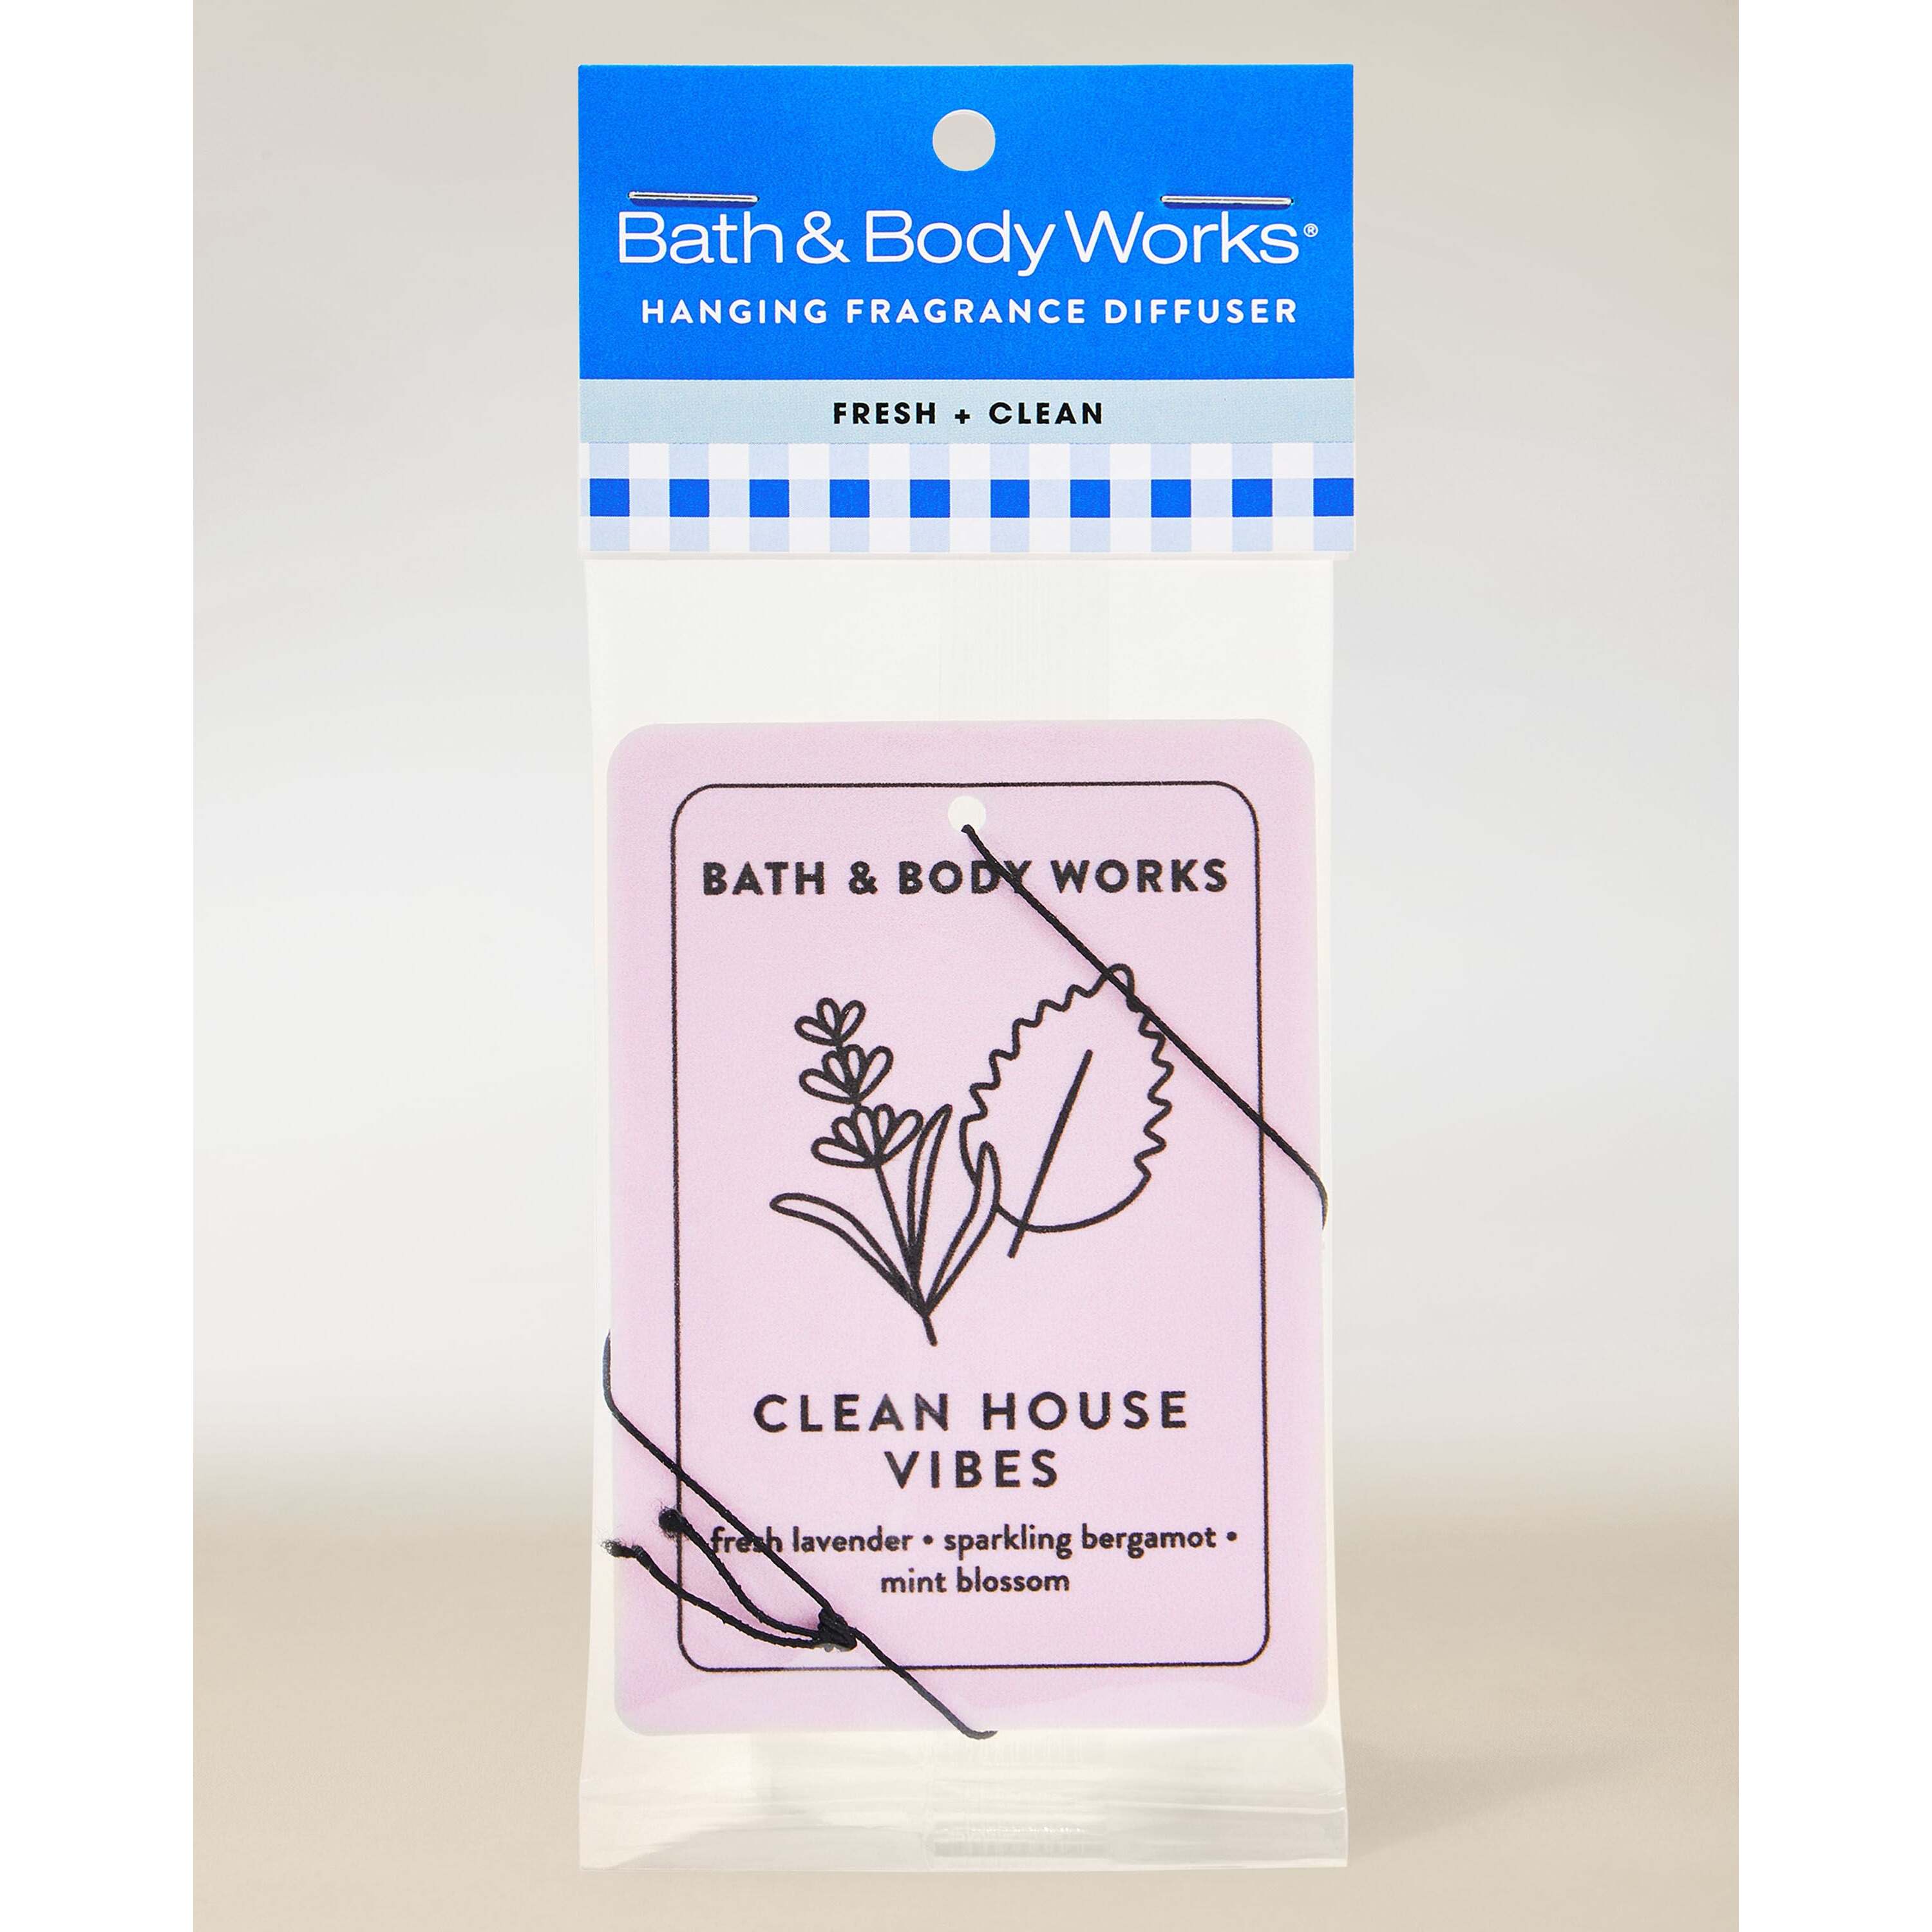 Bath & Body Works®
HANGING FRAGRANCE DIFFUSER
FRESH + CLEAN
BATH & BODY WORKS
CLEAN HOUSE
VIBES
fresh lavender • sparkling bergamot •
mint blossom